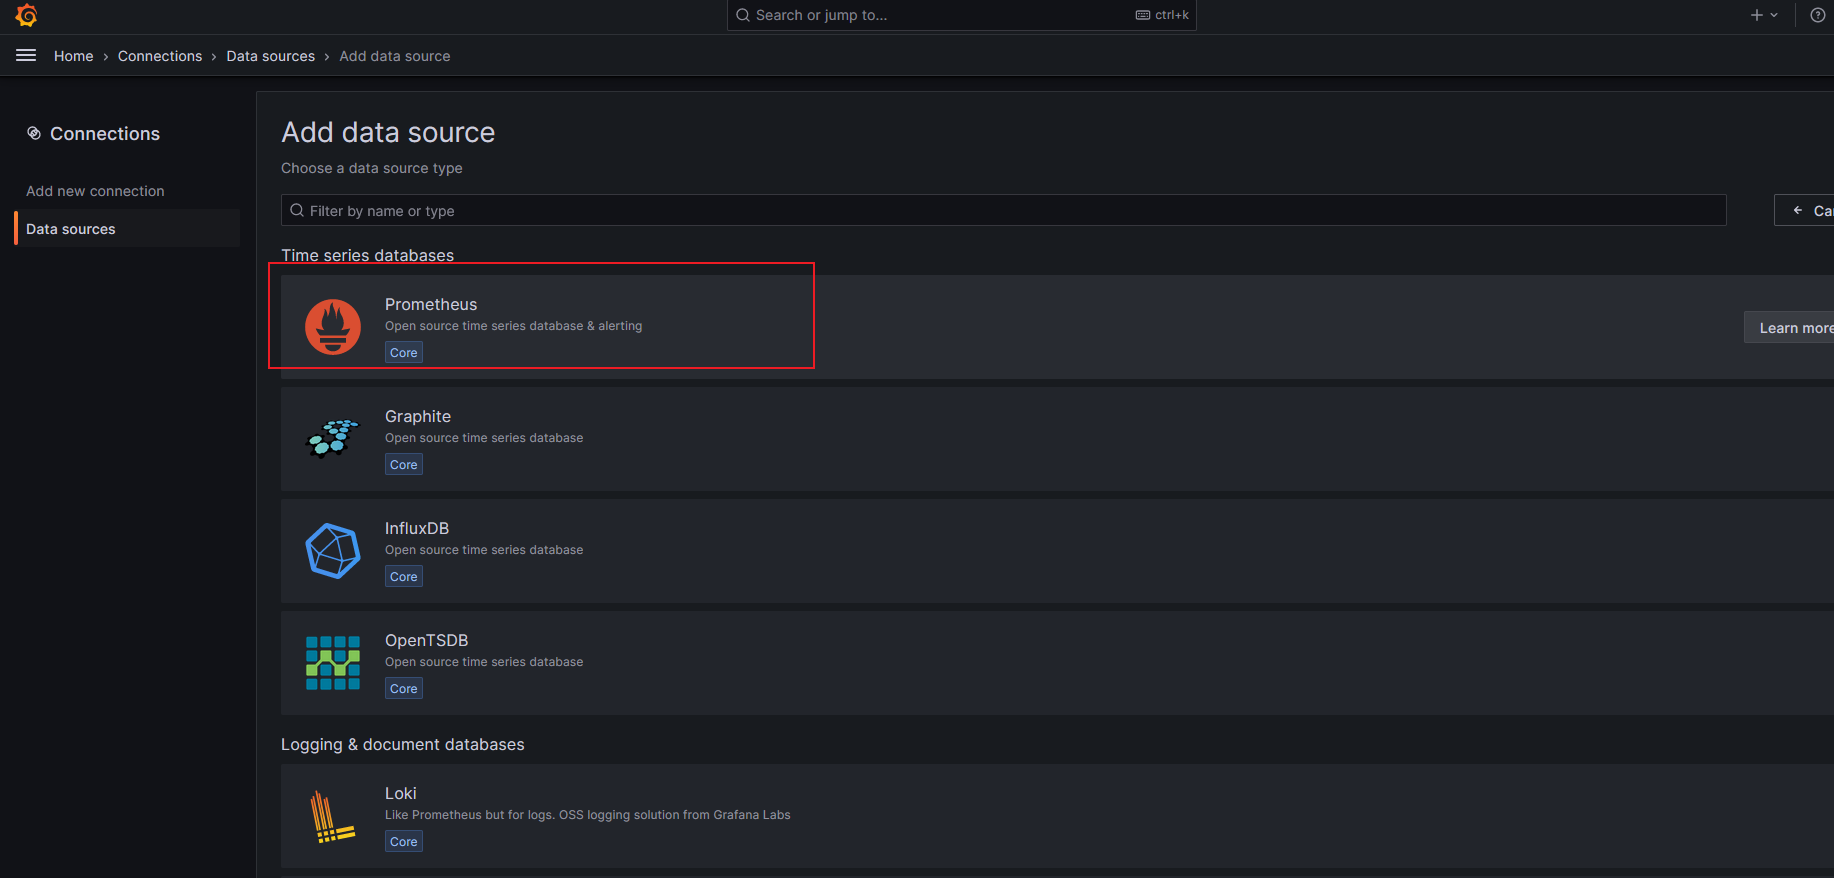 Search or jump to...
ctrl+k
Home › Connections › Data sources › Add data source
Connections
Add new connection
Data sources
Add data source
Choose a data source type
Filter by name or type
Ca
Time series databases
Prometheus
Open source time series database & alerting
Core
Learn more
Graphite
Open source time series database
Core
InfluxDB
Open source time series database
Core
OpenTSDB
Open source time series database
Core
Logging & document databases
Loki
Like Prometheus but for logs. OSS logging solution from Grafana Labs
Core